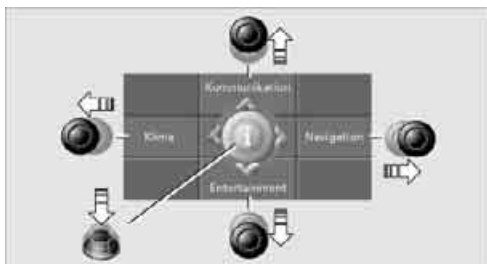 Kommunikation
Klima
i
Navigation
Entertainment